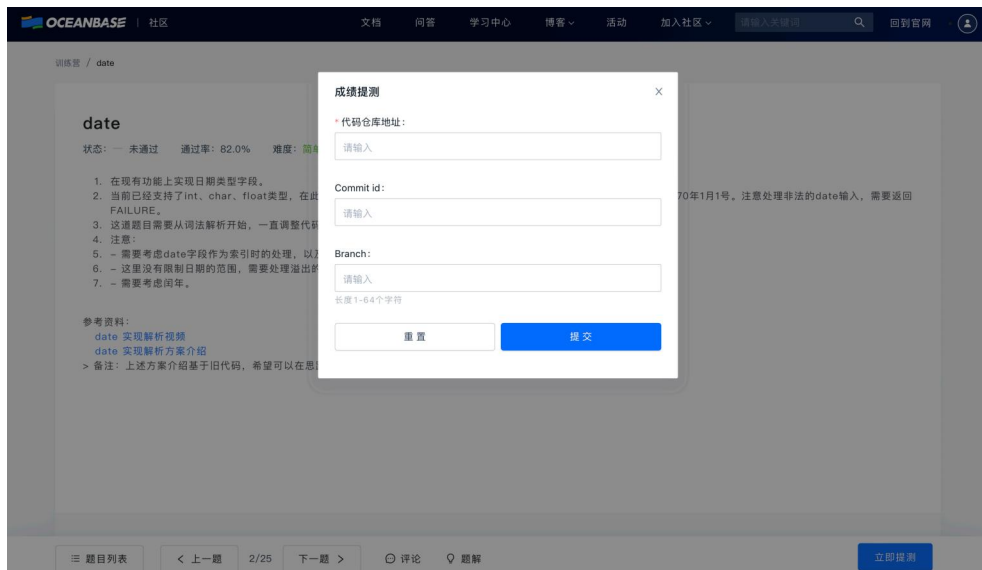 OCEANBASE | 社区 文档 问答 学习中心 博客 活动 加入社区 请输入关键词 回到官网
训练营 / date
成绩提测
date
* 代码仓库地址:
状态: 一 未通过 通过率: 82.0% 难度: 简单
请输入
1. 在现有功能上实现日期类型字段。
2. 当前已经支持了int、char、float类型，在此
70年1月1号。注意处理非法的date输入，需要返回
FAILURE。
Commit id:
请输入
3. 这道题目需要从词法解析开始，一直调整代码
4. 注意:
5. - 需要考虑date字段作为索引时的处理，以及
6. - 这里没有限制日期的范围，需要处理溢出的
7. - 需要考虑闰年。
Branch:
请输入
长度1-64个字符
重 置 提 交
参考资料:
date 实现解析视频
date 实现解析方案介绍
> 备注: 上述方案介绍基于旧代码，希望可以在思
题目列表 < 上一题 2/25 下一题 > 评论 题解 立即提测